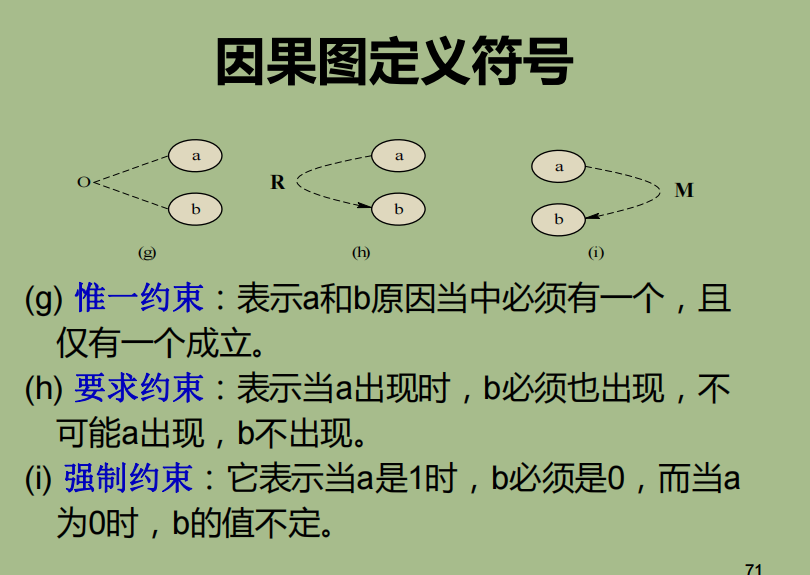 因果图定义符号
O a b
R a b
a b M
(g) (h) (i)
(g) 惟一约束：表示a和b原因当中必须有一个，且
仅有一个成立。
(h) 要求约束：表示当a出现时，b必须也出现，不
可能a出现，b不出现。
(i) 强制约束：它表示当a是1时，b必须是0，而当a
为0时，b的值不定。
71